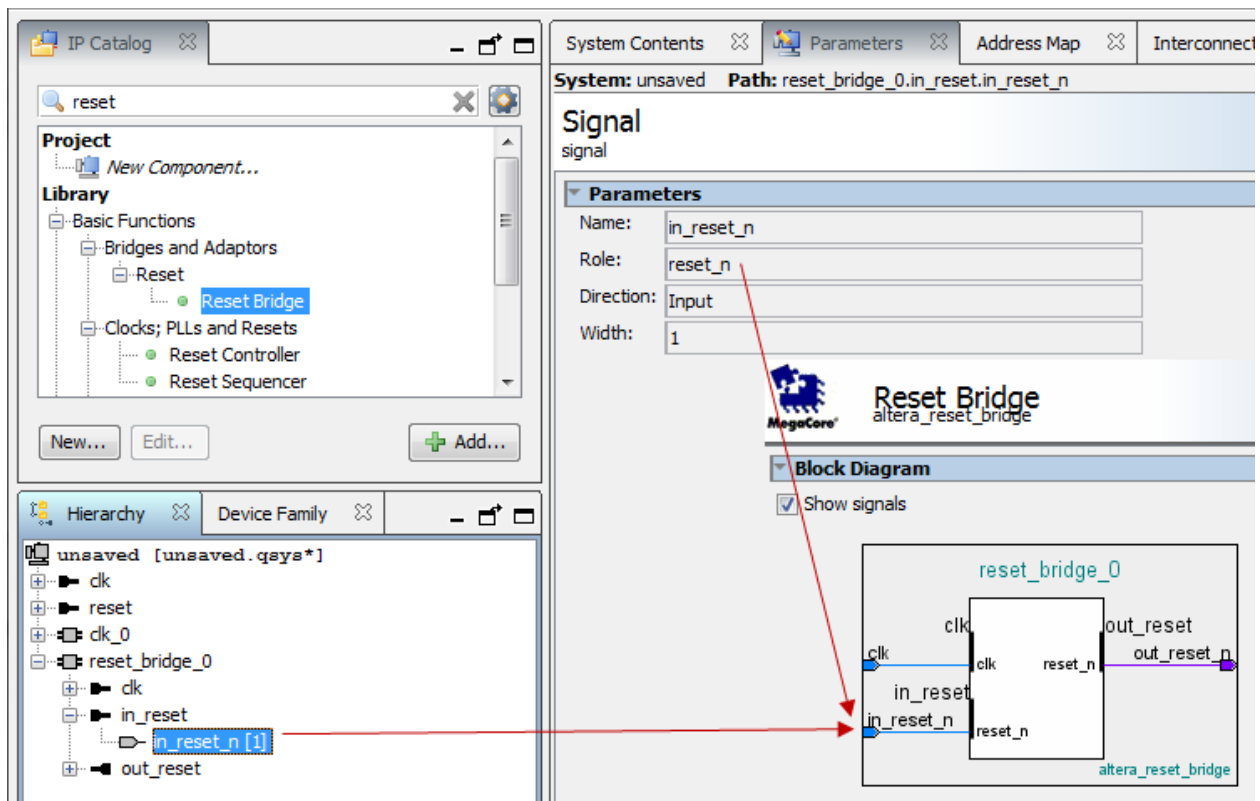 IP Catalog
reset
Project
New Component...
Library
Basic Functions
Bridges and Adaptors
Reset
Reset Bridge
Clocks; PLLs and Resets
Reset Controller
Reset Sequencer
New... Edit... Add...
Hierarchy Device Family
unsaved [unsaved.qsys*]
clk
reset
clk_0
reset_bridge_0
clk
in_reset
in_reset_n [1]
out_reset
System Contents Parameters Address Map Interconnect
System: unsaved Path: reset_bridge_0.in_reset.in_reset_n
Signal
signal
Parameters
Name: in_reset_n
Role: reset_n
Direction: Input
Width: 1
MegaCore®
Reset Bridge
altera_reset_bridge
Block Diagram
Show signals
reset_bridge_0
clk out_reset
clk out_reset_n
clk reset_n
in_reset
in_reset_n
reset_n
altera_reset_bridge